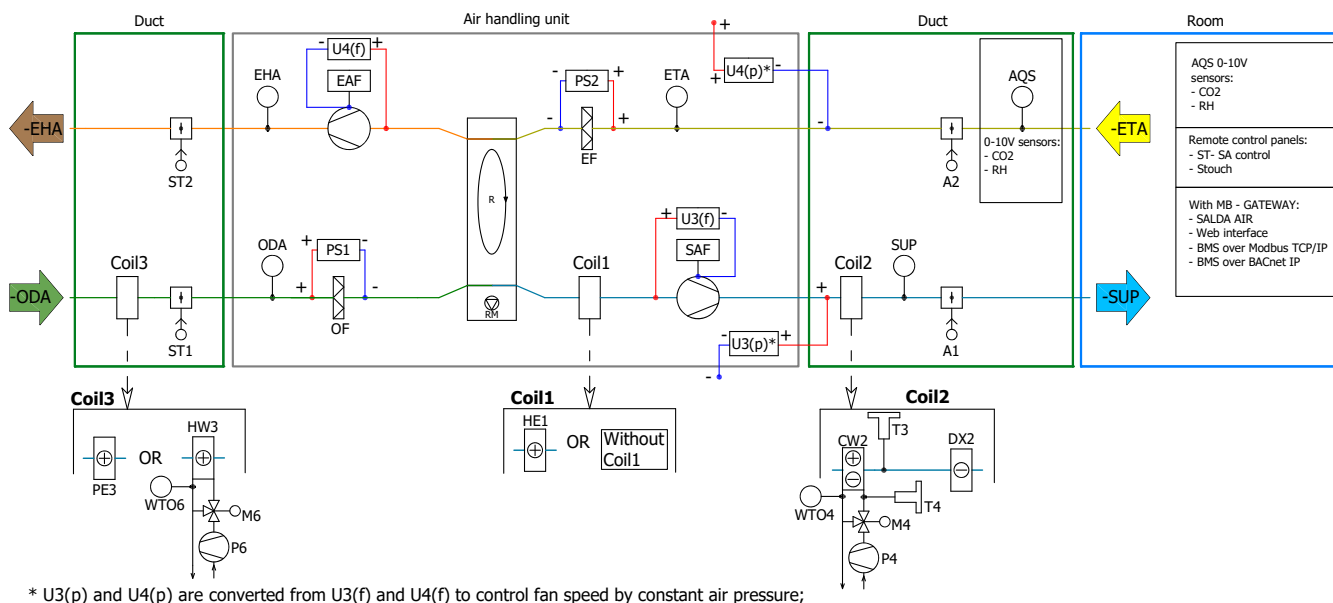 Duct
Air handling unit
Duct
Room
+
U4(f)
+
-
EHA
EAF
-
PS2
+
ETA
+
U4(p)*
-
AQS
AQS 0-10V
sensors:
- CO2
- RH
-EHA
-
+
EF
-
-ETA
ST2
0-10V sensors:
- CO2
- RH
A2
Remote control panels:
- ST- SA control
- Stouch
R
With MB - GATEWAY:
- SALDA AIR
- Web interface
- BMS over Modbus TCP/IP
- BMS over BACnet IP
+
U3(f)
-
ODA
+
PS1
-
SAF
SUP
Coil3
Coil1
Coil2
-ODA
+
-
+
+
-SUP
RM
OF
ST1
-
U3(p)*
+
A1
-
Coil3
Coil1
Coil2
HW3
HE1
T3
OR
OR
Without
Coil1
CW2
DX2
PE3
WTO6
M6
T4
WTO4
M4
P6
P4
* U3(p) and U4(p) are converted from U3(f) and U4(f) to control fan speed by constant air pressure;